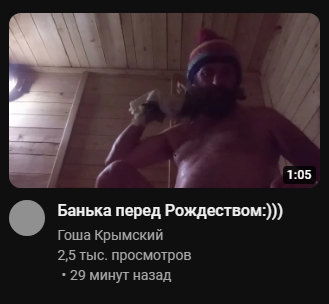 1:05
Банька перед Рождеством:)))
Гоша Крымский
2,5 тыс. просмотров
• 29 минут назад